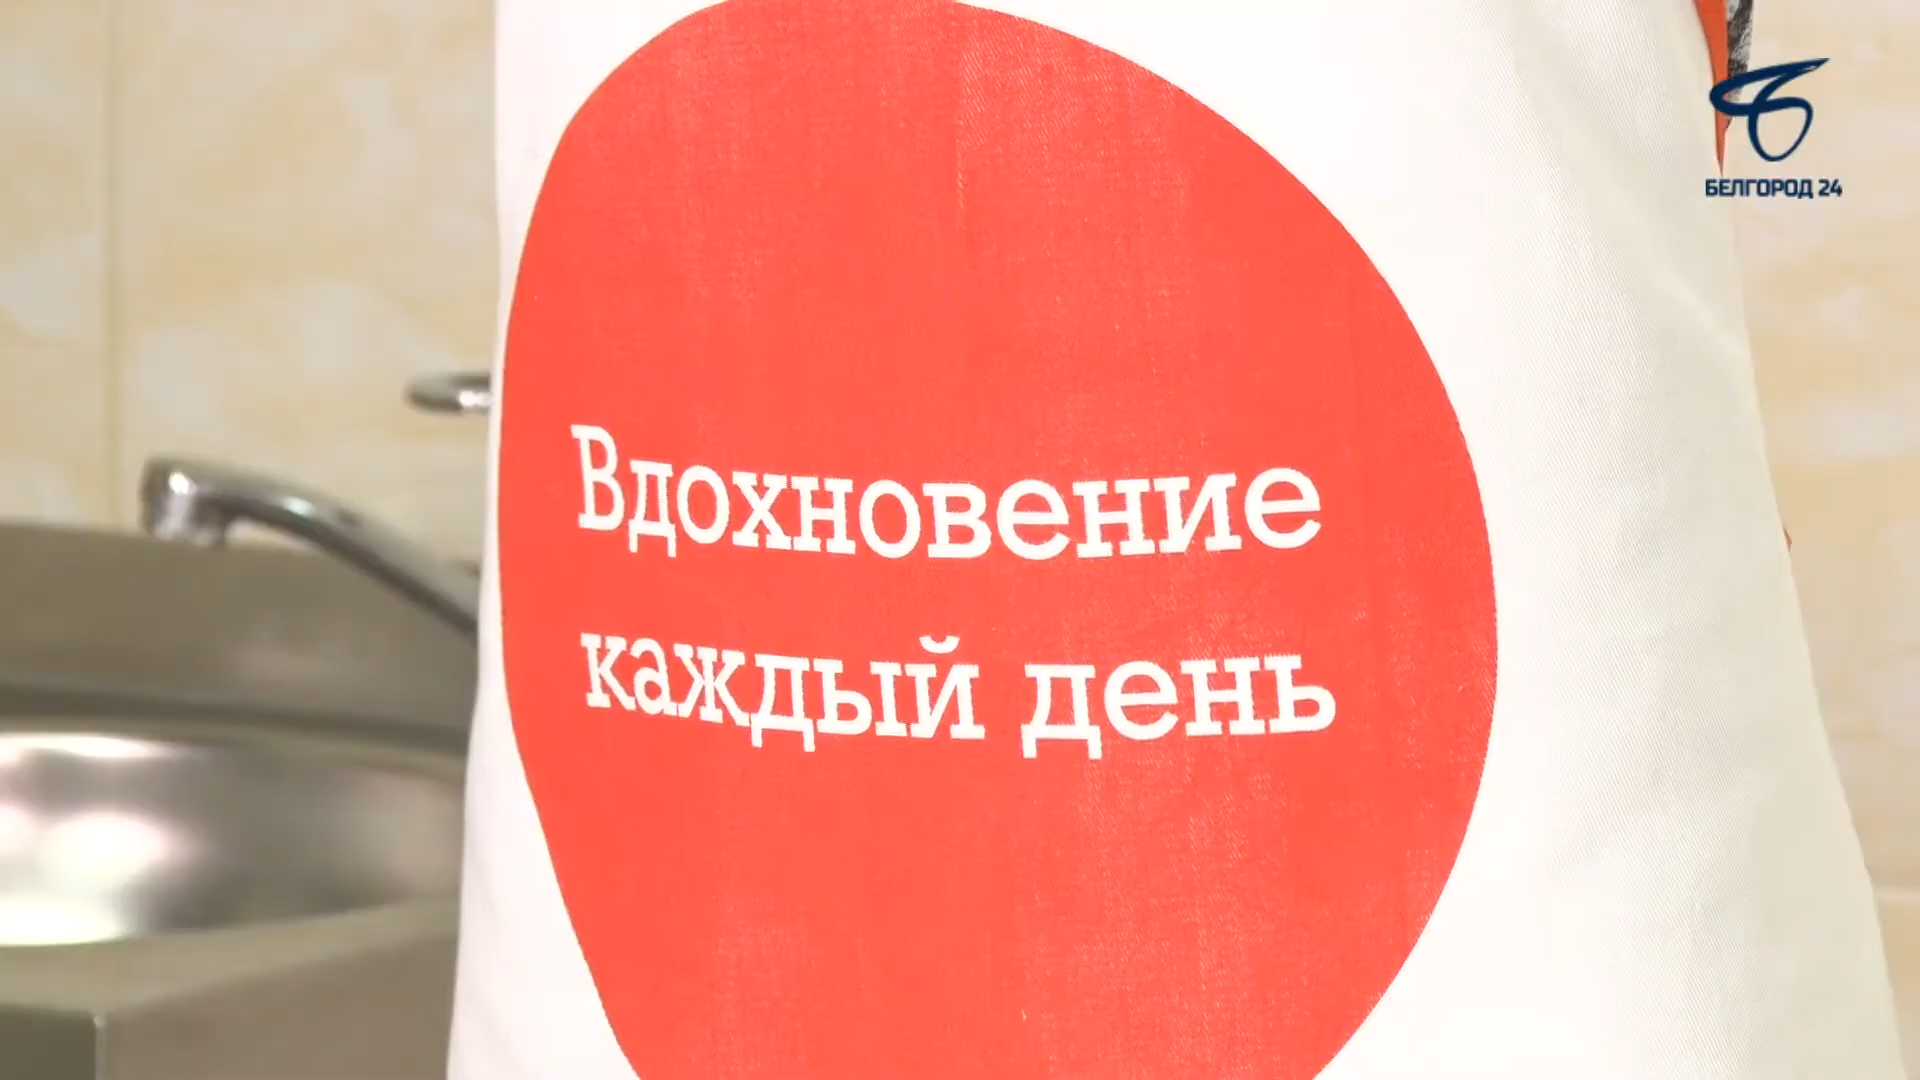 БЕЛГОРОД 24
Вдохновение
каждый день